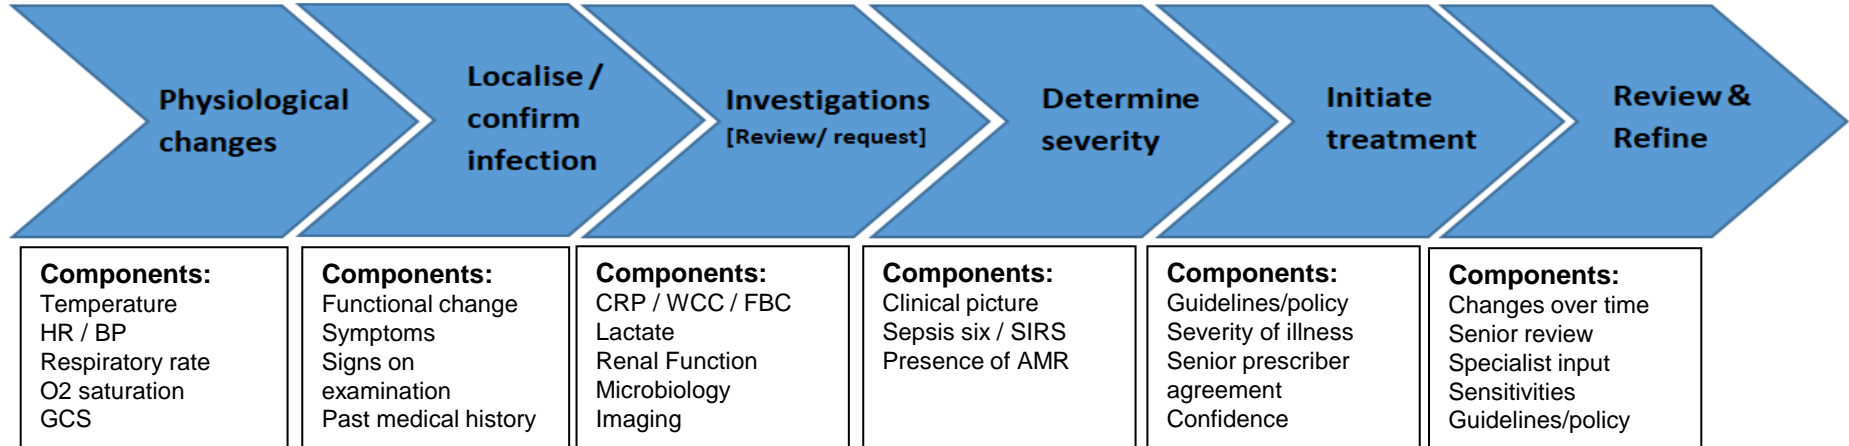 Physiological
changes
Localise /
confirm
infection
Investigations
[Review/ request]
Determine
severity
Initiate
treatment
Review &
Refine
Components:
Temperature
HR / BP
Respiratory rate
O2 saturation
GCS
Components:
Functional change
Symptoms
Signs on
examination
Past medical history
Components:
CRP / WCC / FBC
Lactate
Renal Function
Microbiology
Imaging
Components:
Clinical picture
Sepsis six / SIRS
Presence of AMR
Components:
Guidelines/policy
Severity of illness
Senior prescriber
agreement
Confidence
Components:
Changes over time
Senior review
Specialist input
Sensitivities
Guidelines/policy